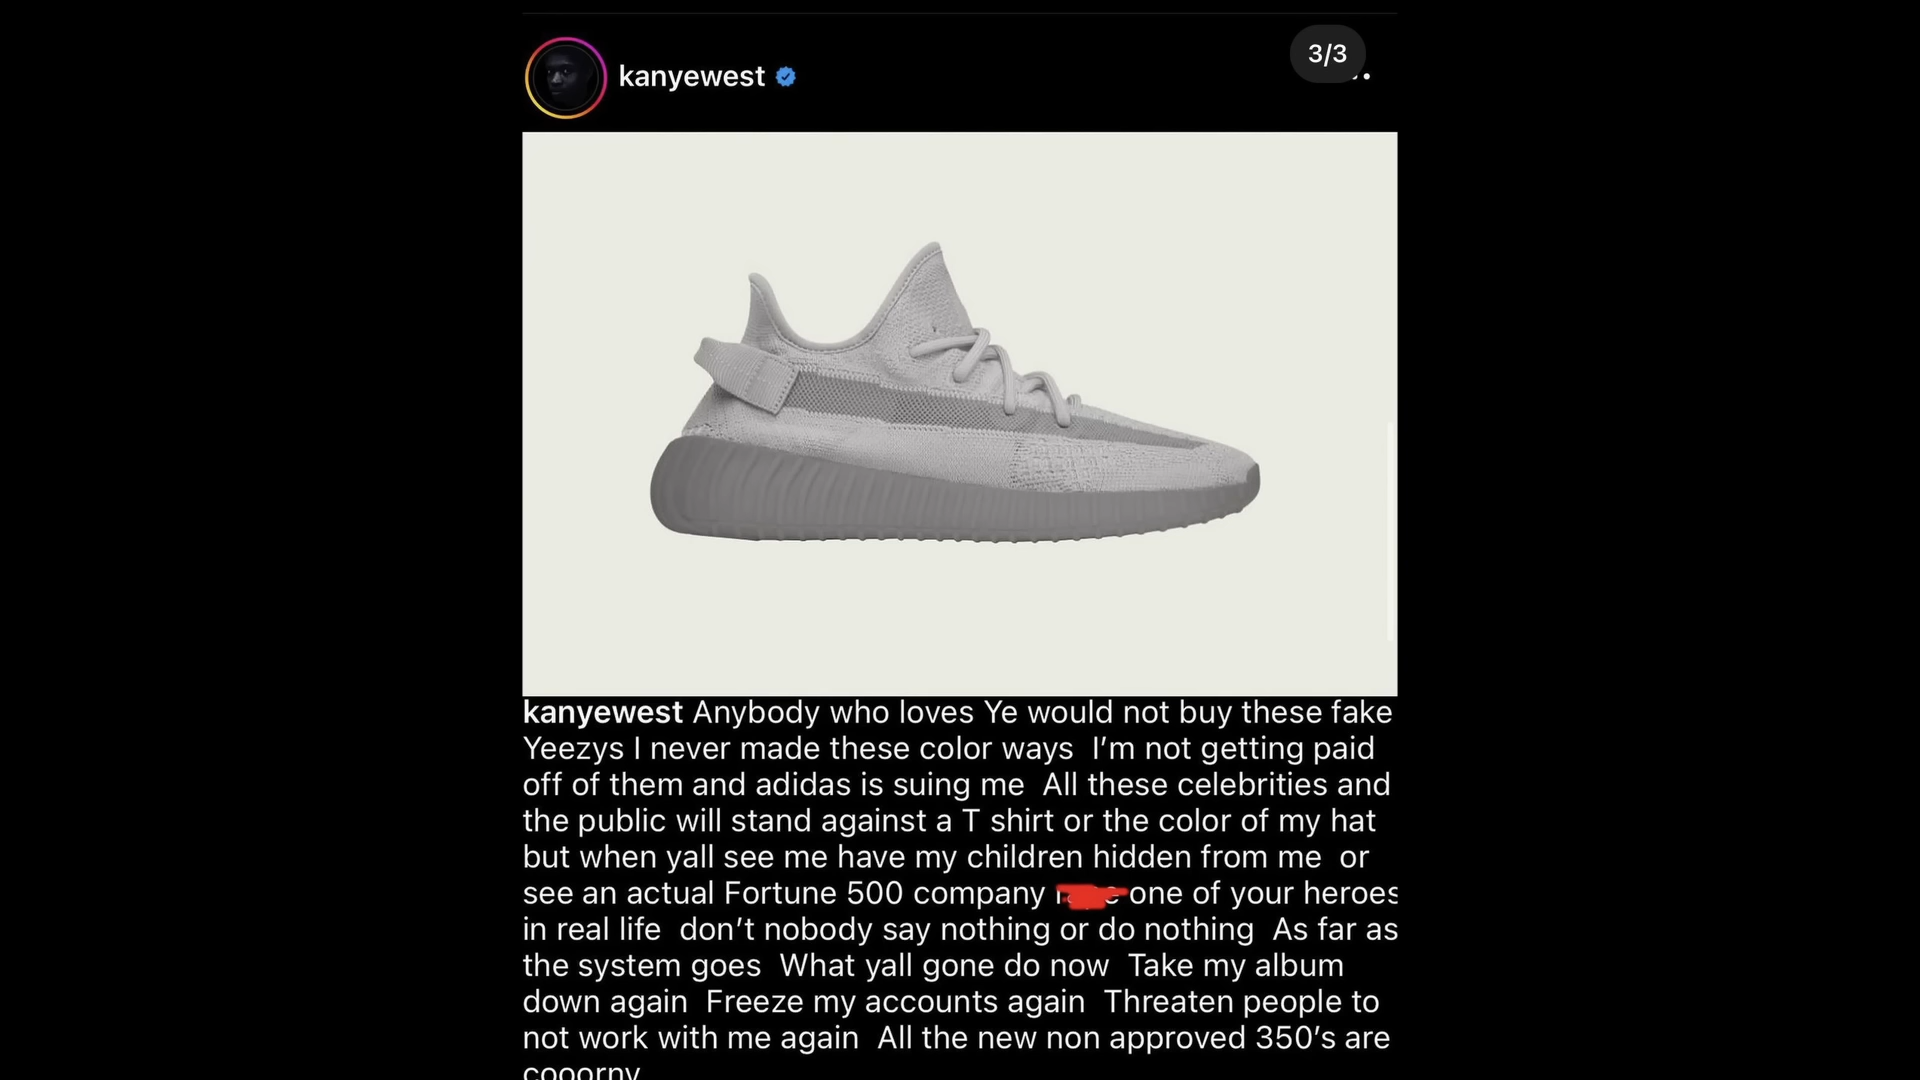 kanyewest
3/3
kanyewest Anybody who loves Ye would not buy these fake
Yeezys I never made these color ways  I’m not getting paid
off of them and adidas is suing me  All these celebrities and
the public will stand against a T shirt or the color of my hat
but when yall see me have my children hidden from me  or
see an actual Fortune 500 company one of your heroes
in real life  don’t nobody say nothing or do nothing  As far as
the system goes  What yall gone do now  Take my album
down again  Freeze my accounts again  Threaten people to
not work with me again  All the new non approved 350’s are
cooorny